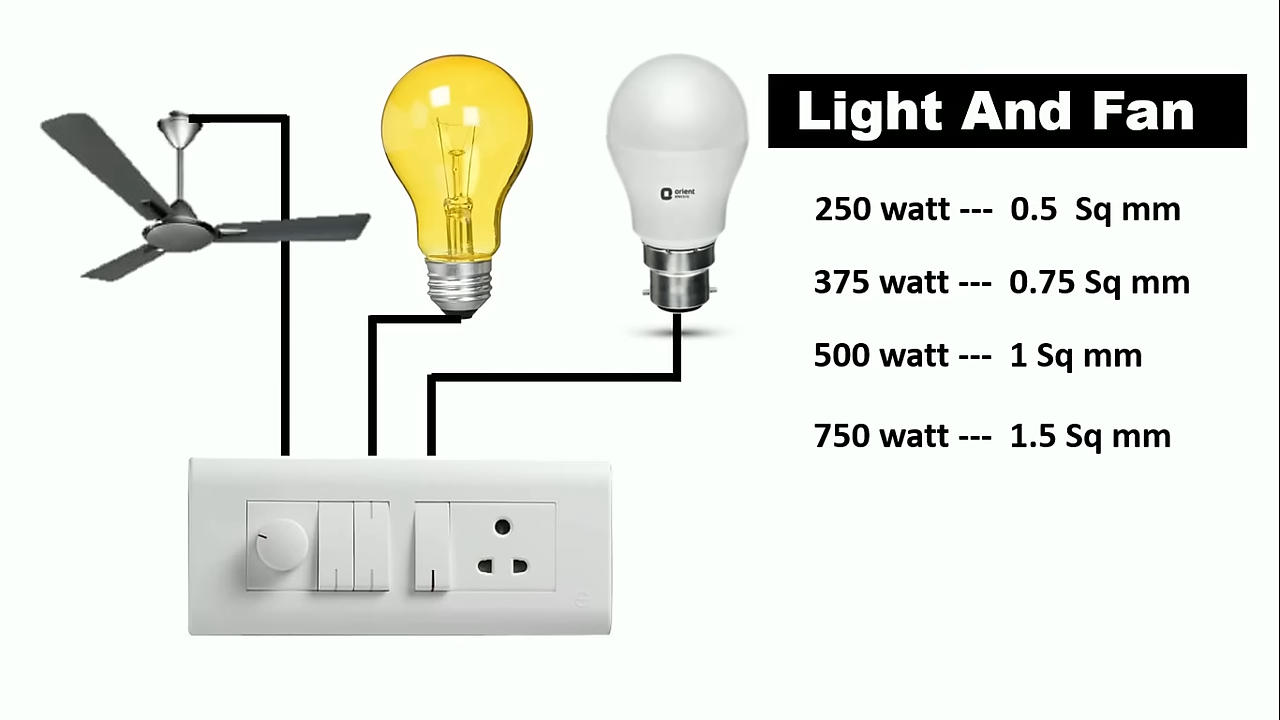 Light And Fan
orient
electric
250 watt --- 0.5 Sq mm
375 watt --- 0.75 Sq mm
500 watt --- 1 Sq mm
750 watt --- 1.5 Sq mm